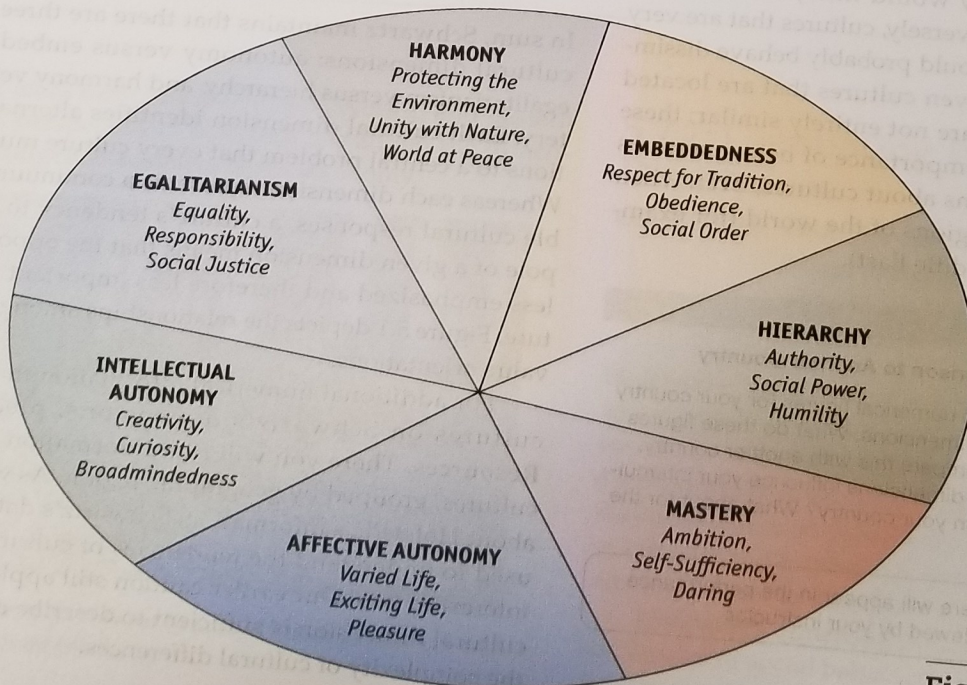 HARMONY
Protecting the
Environment,
Unity with Nature,
World at Peace
EMBEDDEDNESS
Respect for Tradition,
Obedience,
Social Order
HIERARCHY
Authority,
Social Power,
Humility
MASTERY
Ambition,
Self-Sufficiency,
Daring
AFFECTIVE AUTONOMY
Varied Life,
Exciting Life,
Pleasure
INTELLECTUAL
AUTONOMY
Creativity,
Curiosity,
Broadmindedness
EGALITARIANISM
Equality,
Responsibility,
Social Justice